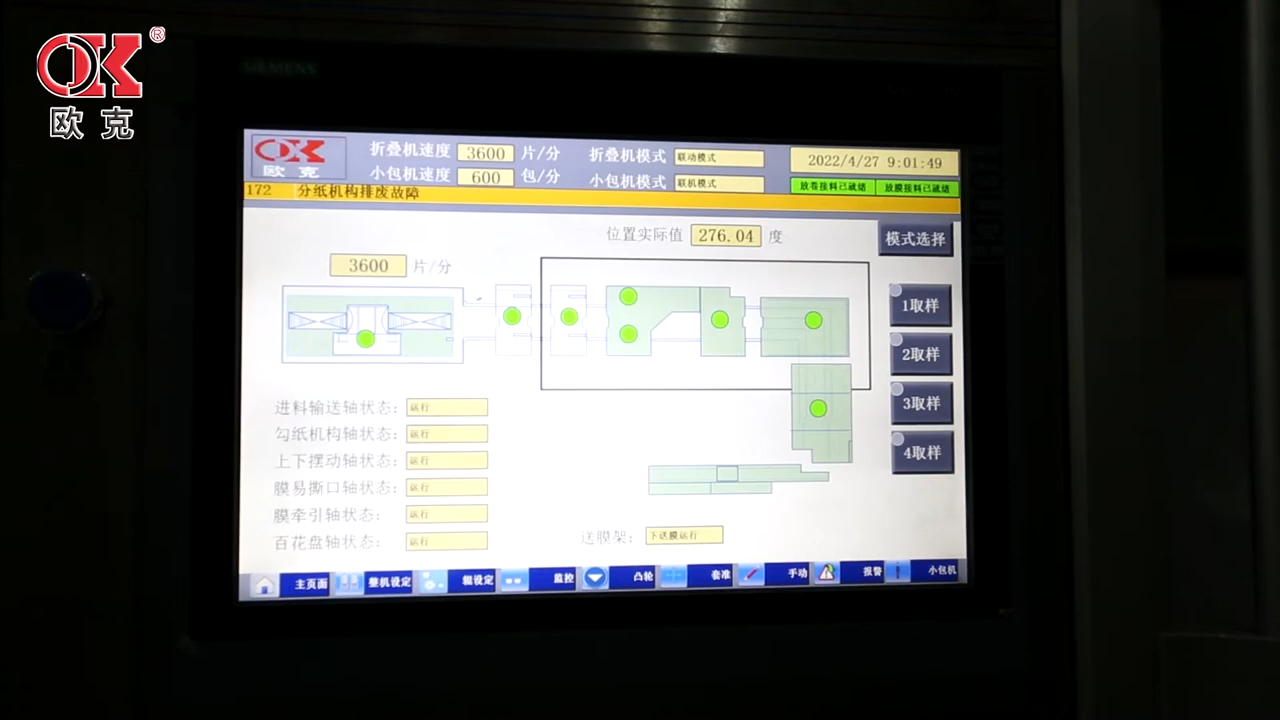 OK®
欧克
SIEMENS
TOUCH
OK
欧克
折叠机速度 3600 片/分 折叠机模式 联动模式 2022/4/27 9:01:49
小包机速度 600 包/分 小包机模式 联机模式 放卷接料已就绪 放膜接料已就绪
172 分纸机构排废故障
位置实际值 276.04 度 模式选择
3600 片/分
1取样
2取样
3取样
4取样
进料输送轴状态: 运行
勾纸机构轴状态: 运行
上下摆动轴状态: 运行
膜易撕口轴状态: 运行
膜牵引轴状态: 运行
百花盘轴状态: 运行
送膜架: 下送膜运行
主页面 整机设定 辊设定 监控 凸轮 套准 手动 报警 小包机